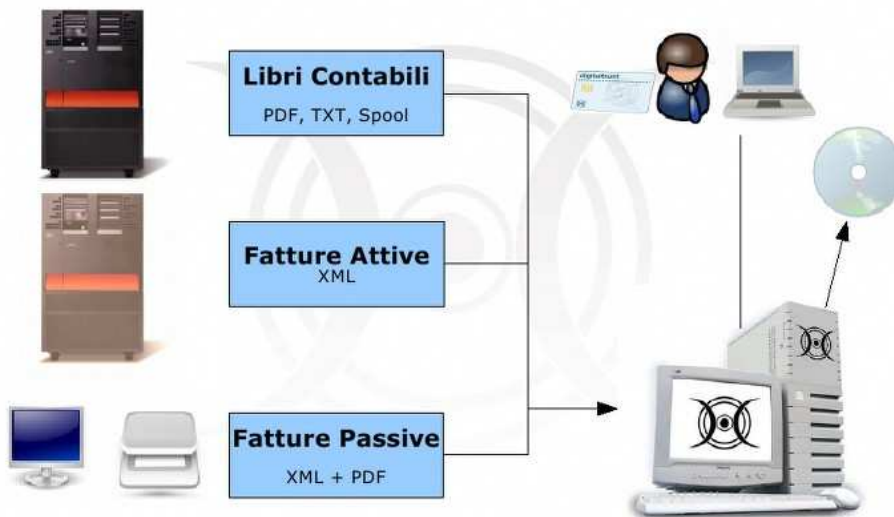 Libri Contabili
PDF, TXT, Spool
Fatture Attive
XML
Fatture Passive
XML + PDF